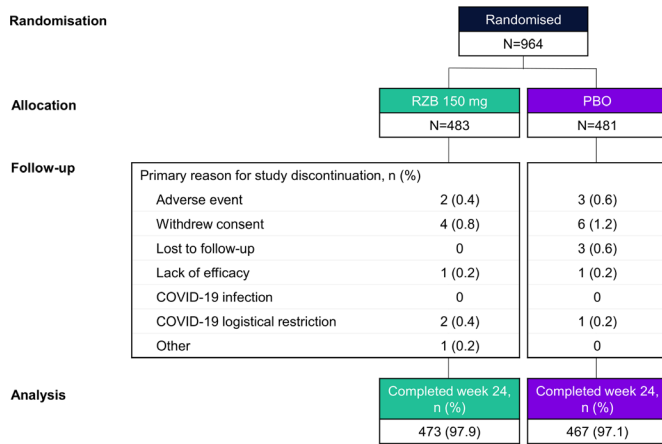 Randomisation
Randomised
N=964
Allocation
RZB 150 mg PBO
N=483 N=481
Follow-up
Primary reason for study discontinuation, n (%)
Adverse event 2 (0.4) 3 (0.6)
Withdrew consent 4 (0.8) 6 (1.2)
Lost to follow-up 0 3 (0.6)
Lack of efficacy 1 (0.2) 1 (0.2)
COVID-19 infection 0 0
COVID-19 logistical restriction 2 (0.4) 1 (0.2)
Other 1 (0.2) 0
Analysis
Completed week 24, Completed week 24,
n (%) n (%)
473 (97.9) 467 (97.1)